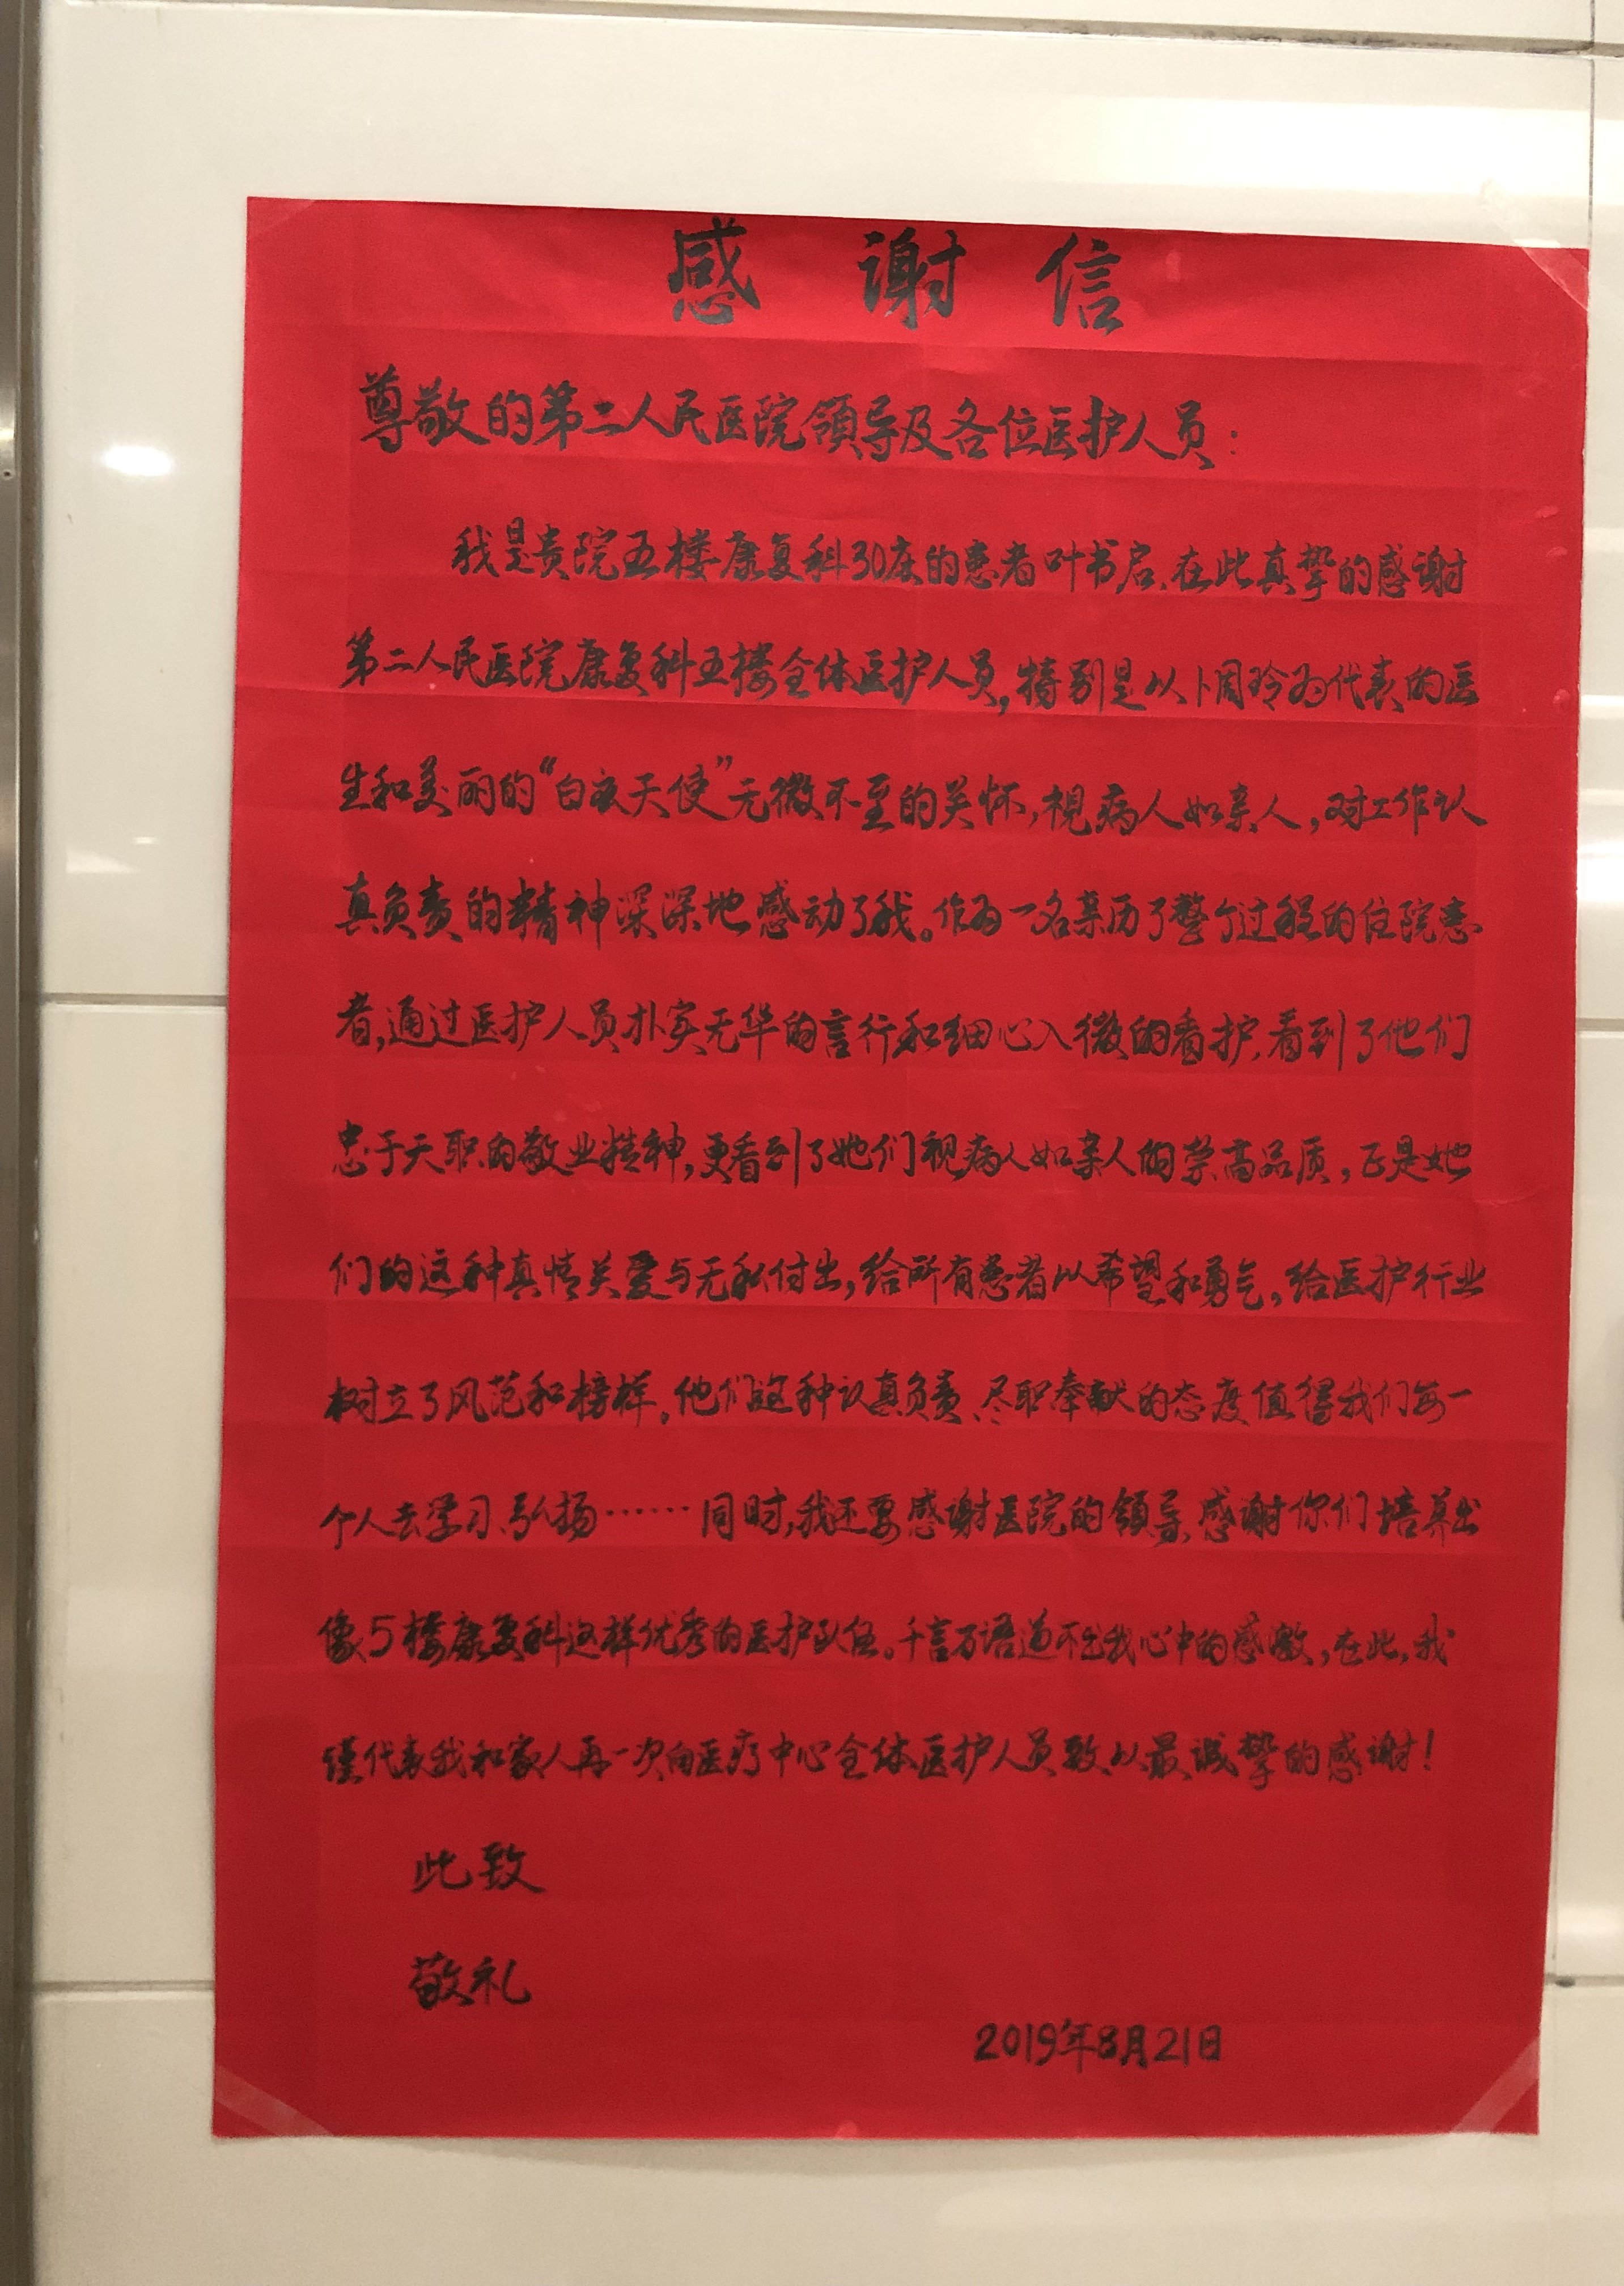 感谢信
尊敬的第二人民医院领导及各位医护人员：
我是贵院五楼康复科30床的患者叶书启，在此真挚的感谢
第二人民医院康复科五楼全体医护人员，特别是以卜周玲为代表的医
生和美丽的“白衣天使”无微不至的关怀，视病人如亲人，对工作认
真负责的精神深深地感动了我。作为一名亲历了整个过程的住院患
者，通过医护人员朴实无华的言行和细心入微的看护，看到了他们
忠于天职的敬业精神，更看到了她们视病人如亲人的崇高品质，正是她
们的这种真情关爱与无私付出，给所有患者以希望和勇气，给医护行业
树立了风范和榜样。他们这种认真负责、尽职奉献的态度值得我们每一
个人去学习、弘扬……同时，我还要感谢医院的领导，感谢你们培养出
像5楼康复科这样优秀的医护队伍。千言万语道不出我心中的感激，在此，我
谨代表我和家人再一次向医疗中心全体医护人员致以最诚挚的感谢！
此致
敬礼
2019年8月21日